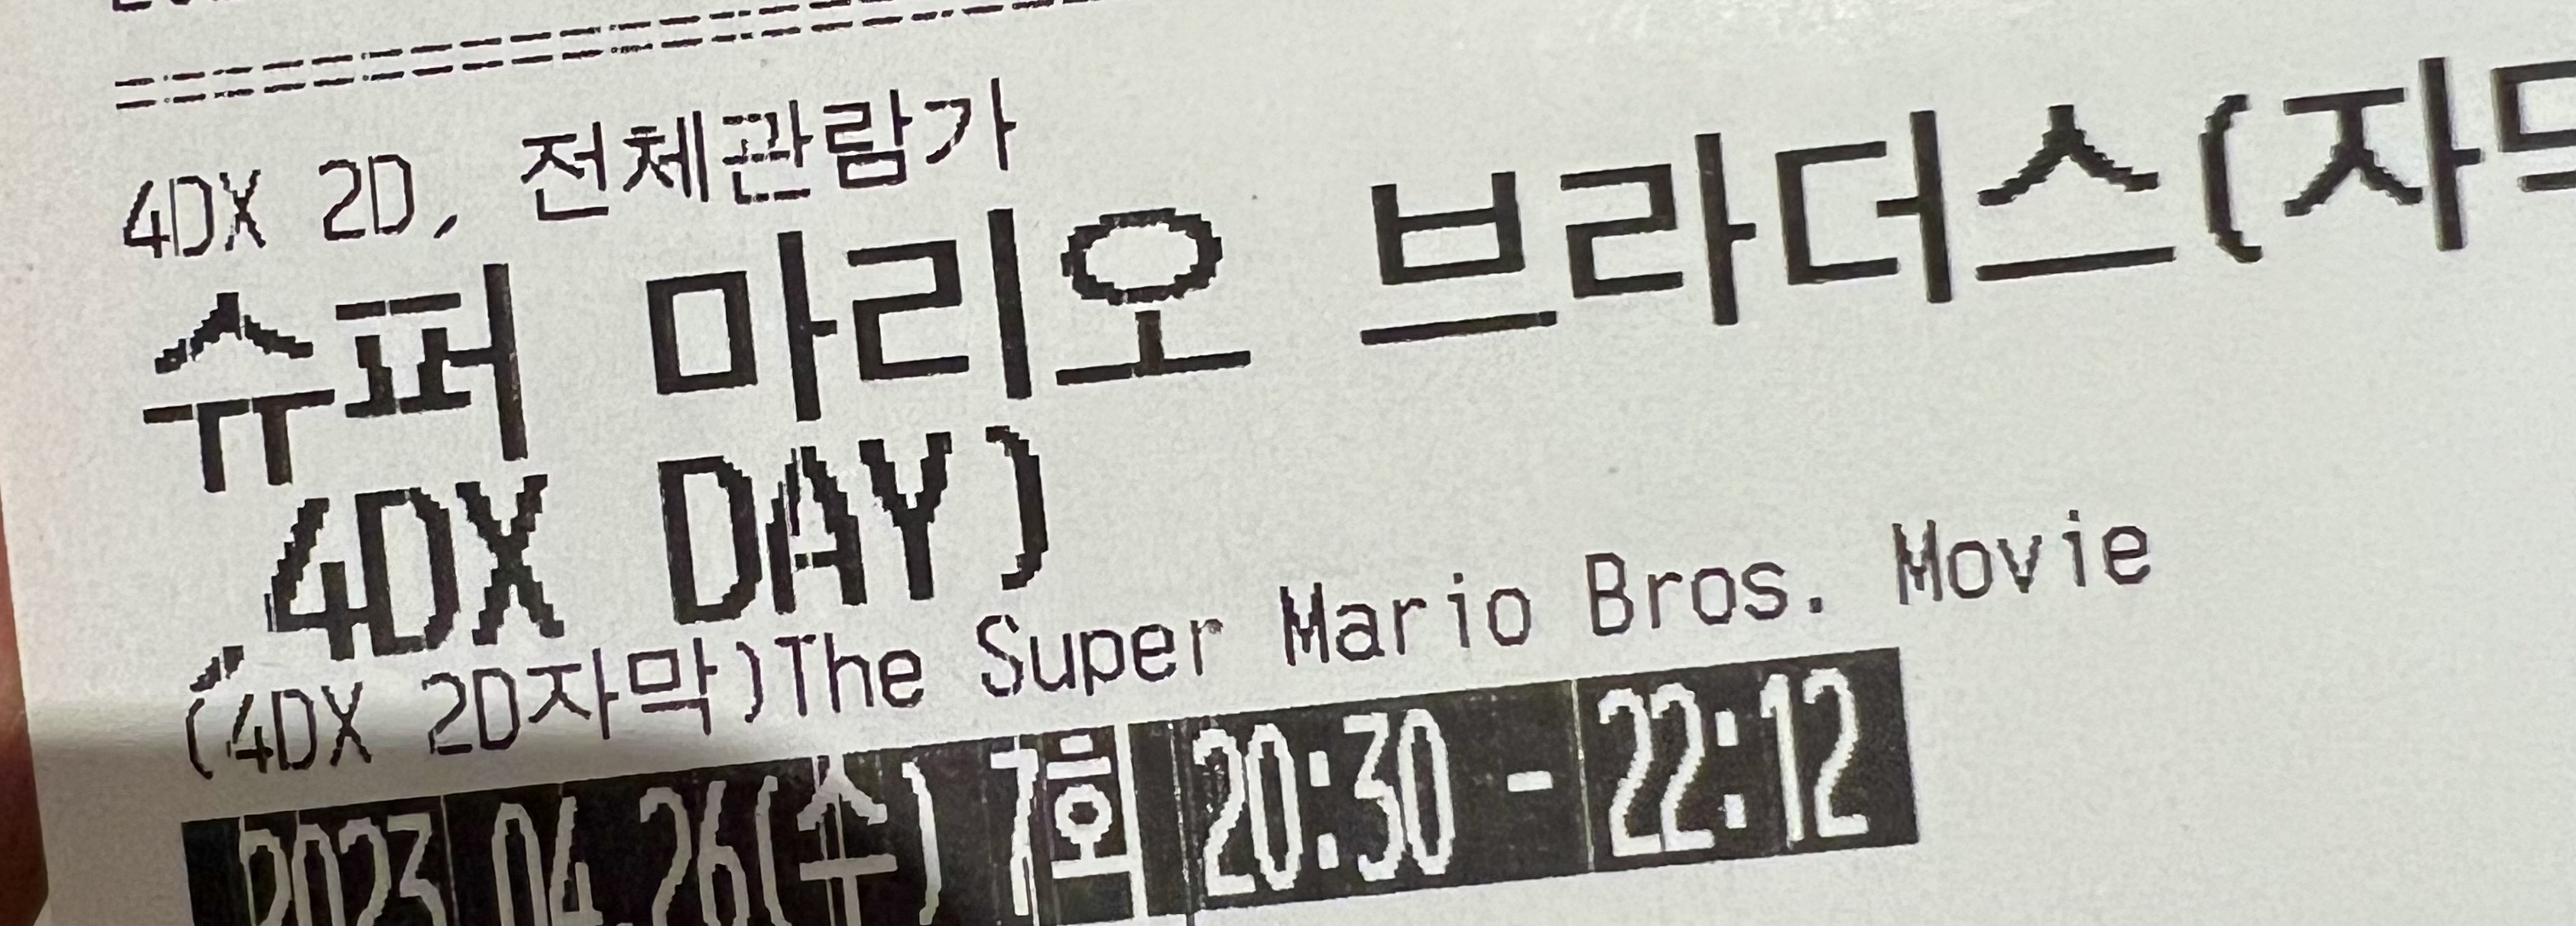 4DX 2D, 전체관람가
슈퍼 마리오 브라더스(자막
4DX DAY)
(4DX 2D자막)The Super Mario Bros. Movie
2023.04.26(수) 7회 20:30 - 22:12